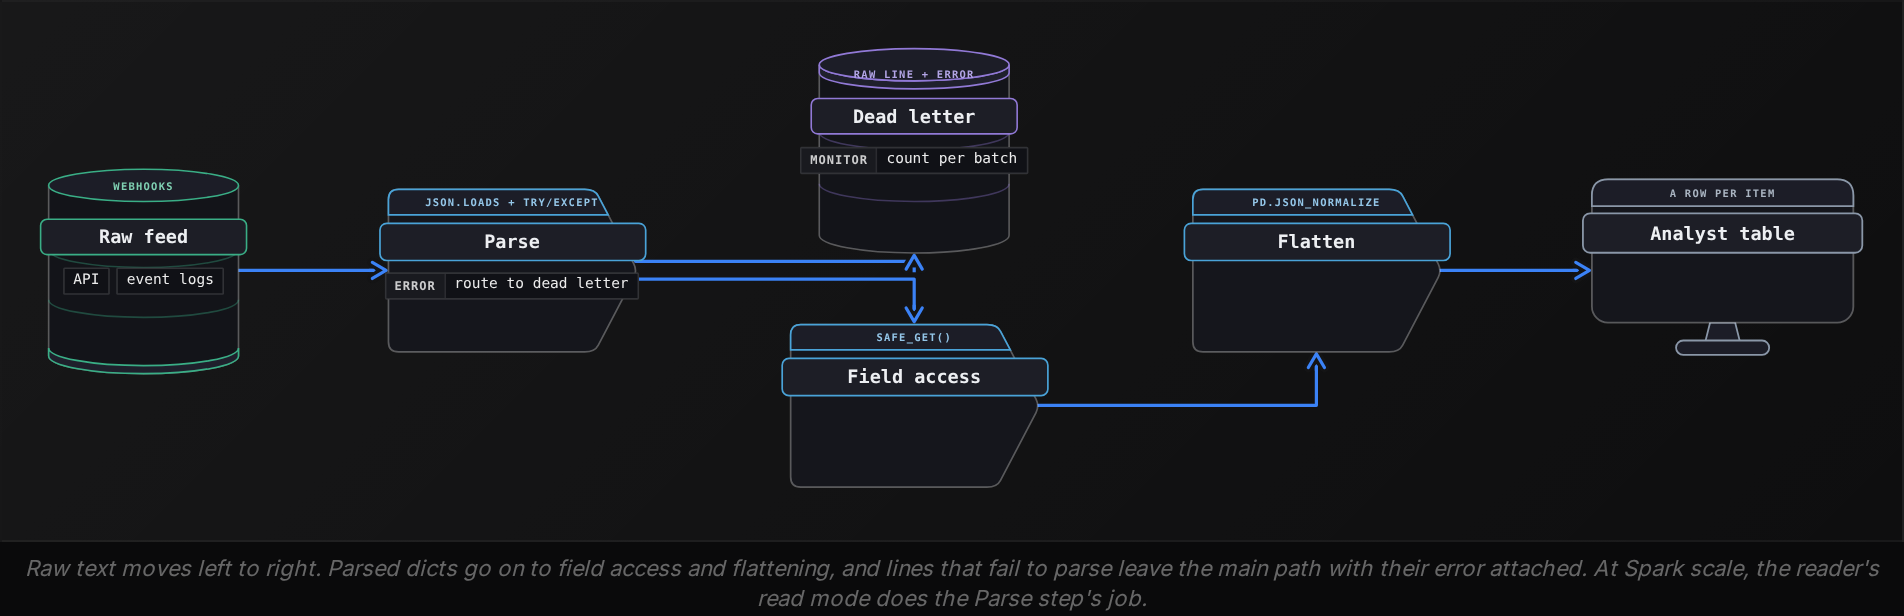 WEBHOOKS
Raw feed
API
event logs
JSON.LOADS + TRY/EXCEPT
Parse
ERROR
route to dead letter
RAW LINE + ERROR
Dead letter
MONITOR
count per batch
SAFE_GET()
Field access
PD.JSON_NORMALIZE
Flatten
A ROW PER ITEM
Analyst table
Raw text moves left to right. Parsed dicts go on to field access and flattening, and lines that fail to parse leave the main path with their error attached. At Spark scale, the reader's
read mode does the Parse step's job.